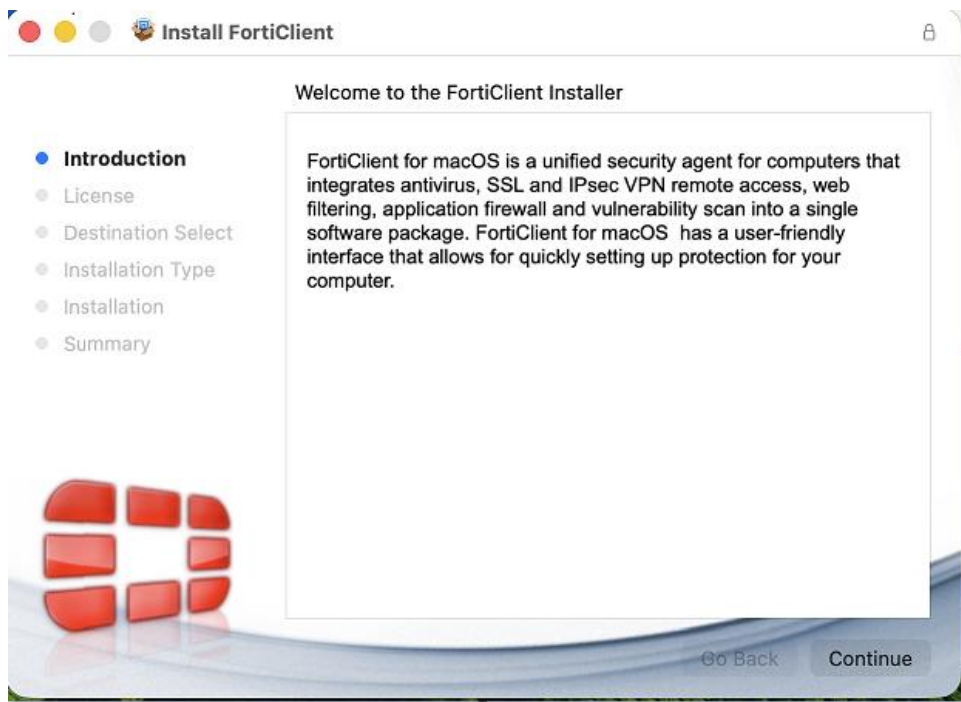 Install FortiClient
Welcome to the FortiClient Installer
Introduction
License
Destination Select
Installation Type
Installation
Summary
FortiClient for macOS is a unified security agent for computers that
integrates antivirus, SSL and IPsec VPN remote access, web
filtering, application firewall and vulnerability scan into a single
software package. FortiClient for macOS  has a user-friendly
interface that allows for quickly setting up protection for your
computer.
Go Back
Continue